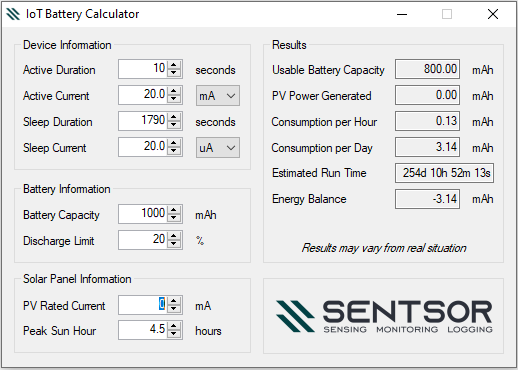 IoT Battery Calculator
Device Information
Active Duration 10 seconds
Active Current 20.0 mA
Sleep Duration 1790 seconds
Sleep Current 20.0 uA
Battery Information
Battery Capacity 1000 mAh
Discharge Limit 20 %
Solar Panel Information
PV Rated Current 0 mA
Peak Sun Hour 4.5 hours
Results
Usable Battery Capacity 800.00 mAh
PV Power Generated 0.00 mAh
Consumption per Hour 0.13 mAh
Consumption per Day 3.14 mAh
Estimated Run Time 254d 10h 52m 13s
Energy Balance -3.14 mAh
Results may vary from real situation
SENTSOR
SENSING MONITORING LOGGING